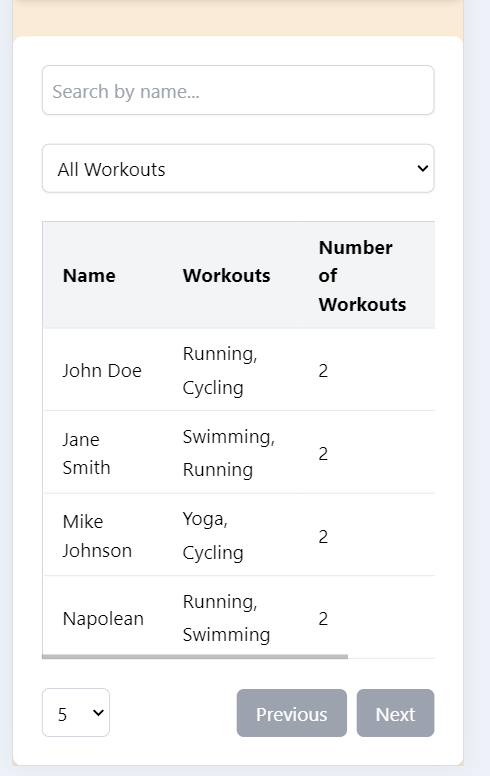 Search by name...
All Workouts
Name Workouts Number of Workouts
John Doe Running, Cycling 2
Jane Smith Swimming, Running 2
Mike Johnson Yoga, Cycling 2
Napolean Running, Swimming 2
5 Previous Next